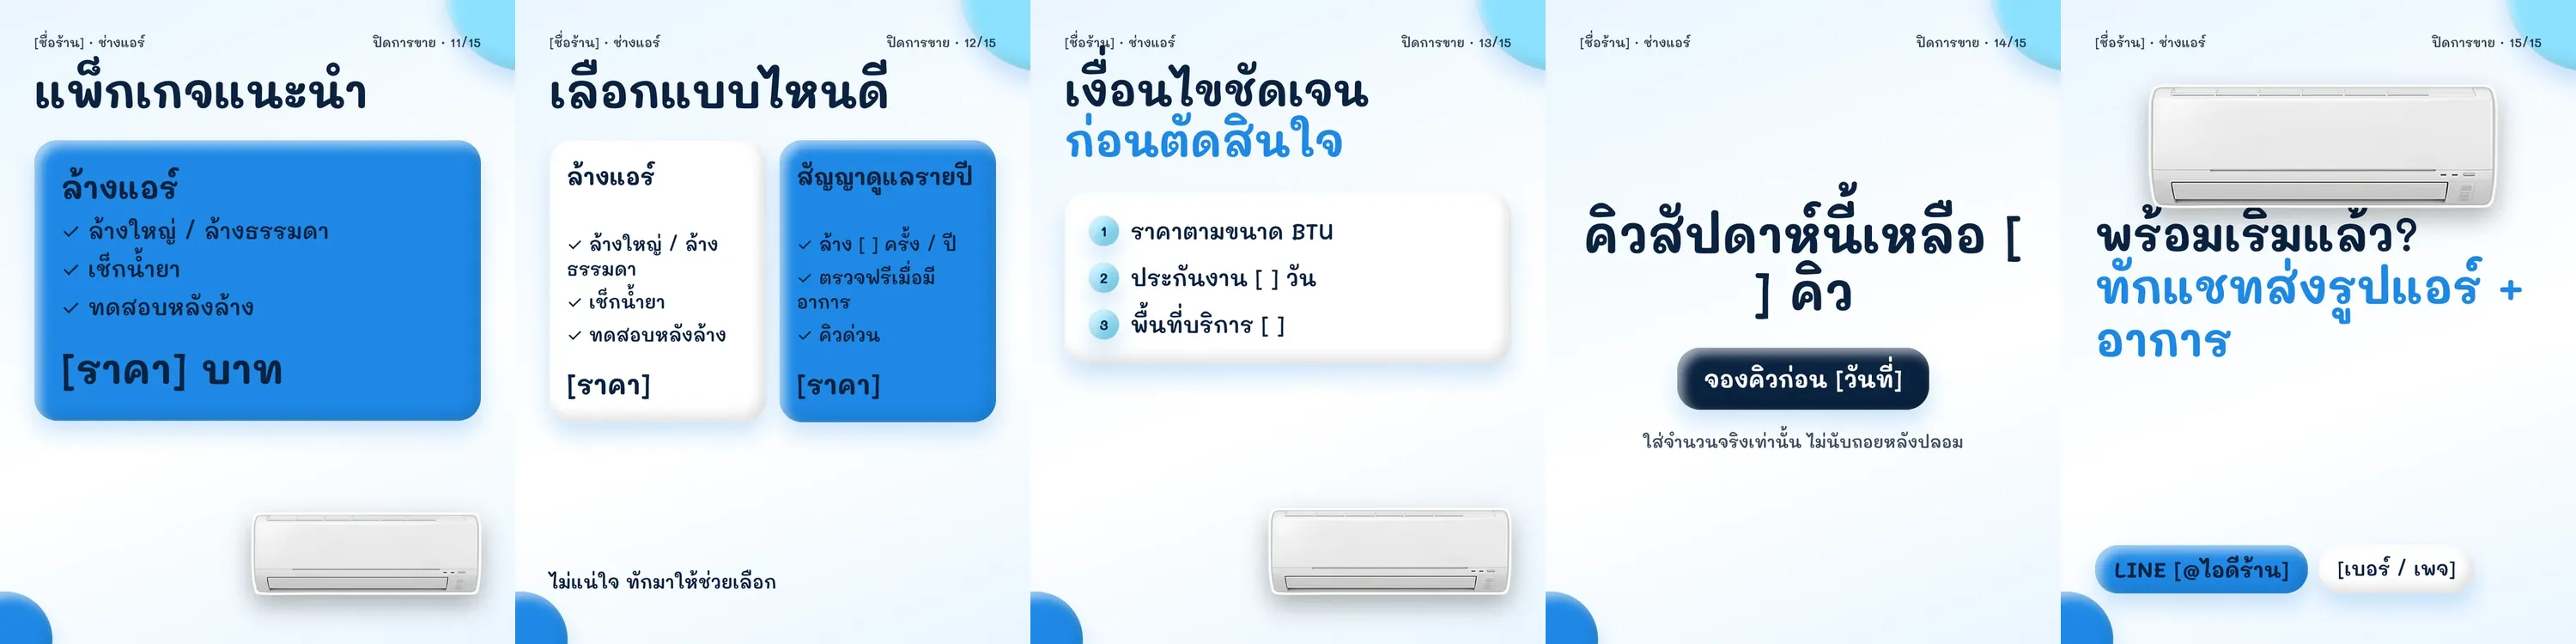 [ชื่อร้าน] · ช่างแอร์
ปิดการขาย · 11/15
แพ็กเกจแนะนำ
ล้างแอร์
✓ ล้างใหญ่ / ล้างธรรมดา
✓ เช็กน้ำยา
✓ ทดสอบหลังล้าง
[ราคา] บาท
[ชื่อร้าน] · ช่างแอร์
ปิดการขาย · 12/15
เลือกแบบไหนดี
ล้างแอร์
✓ ล้างใหญ่ / ล้าง
ธรรมดา
✓ เช็กน้ำยา
✓ ทดสอบหลังล้าง
[ราคา]
สัญญาดูแลรายปี
✓ ล้าง [ ] ครั้ง / ปี
✓ ตรวจฟรีเมื่อมี
อาการ
✓ คิวด่วน
[ราคา]
ไม่แน่ใจ ทักมาให้ช่วยเลือก
[ชื่อร้าน] · ช่างแอร์
ปิดการขาย · 13/15
เงื่อนไขชัดเจน
ก่อนตัดสินใจ
1 ราคาตามขนาด BTU
2 ประกันงาน [ ] วัน
3 พื้นที่บริการ [ ]
[ชื่อร้าน] · ช่างแอร์
ปิดการขาย · 14/15
คิวสัปดาห์นี้เหลือ [
] คิว
จองคิวก่อน [วันที่]
ใส่จำนวนจริงเท่านั้น ไม่นับถอยหลังปลอม
[ชื่อร้าน] · ช่างแอร์
ปิดการขาย · 15/15
พร้อมเริ่มแล้ว?
ทักแชทส่งรูปแอร์ +
อาการ
LINE [@ไอดีร้าน]
[เบอร์ / เพจ]